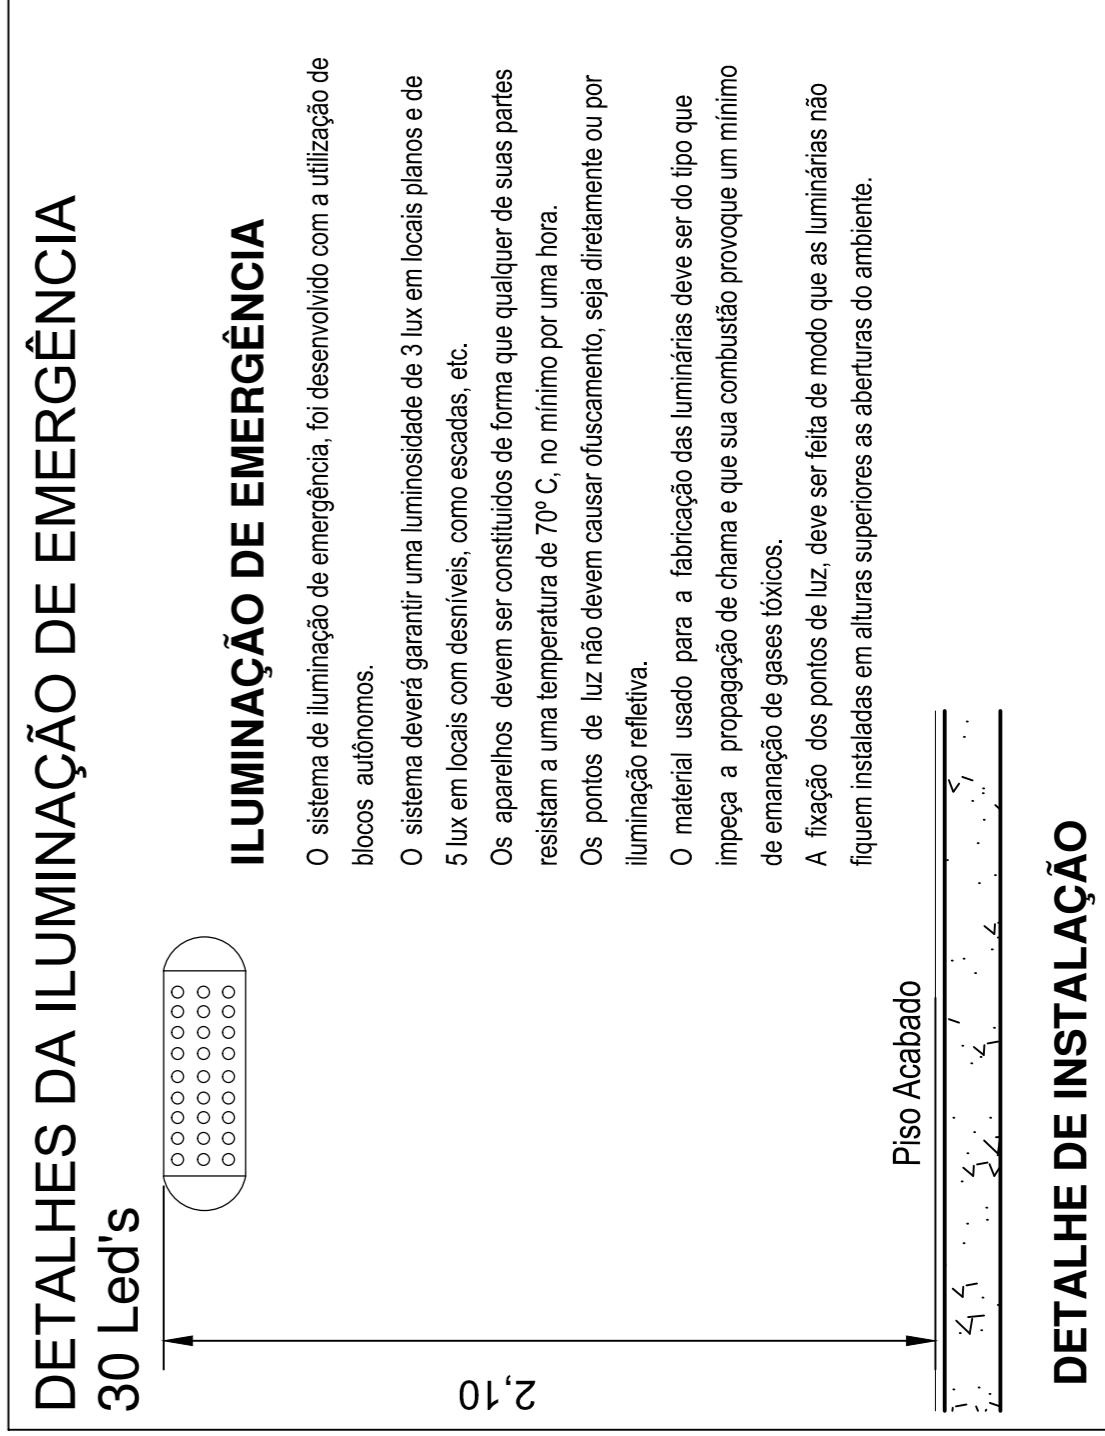 DETALHES DA ILUMINAÇÃO DE EMERGÊNCIA
30 Led's
ILUMINAÇÃO DE EMERGÊNCIA
O sistema de iluminação de emergência, foi desenvolvido com a utilização de
blocos autônomos.
O sistema deverá garantir uma luminosidade de 3 lux em locais planos e de
5 lux em locais com desníveis, como escadas, etc.
Os aparelhos devem ser constituidos de forma que qualquer de suas partes
resistam a uma temperatura de 70º C, no mínimo por uma hora.
Os pontos de luz não devem causar ofuscamento, seja diretamente ou por
iluminação refletiva.
O material usado para a fabricação das luminárias deve ser do tipo que
impeça a propagação de chama e que sua combustão provoque um mínimo
de emanação de gases tóxicos.
A fixação dos pontos de luz, deve ser feita de modo que as luminárias não
fiquem instaladas em alturas superiores as aberturas do ambiente.
2,10
Piso Acabado
DETALHE DE INSTALAÇÃO